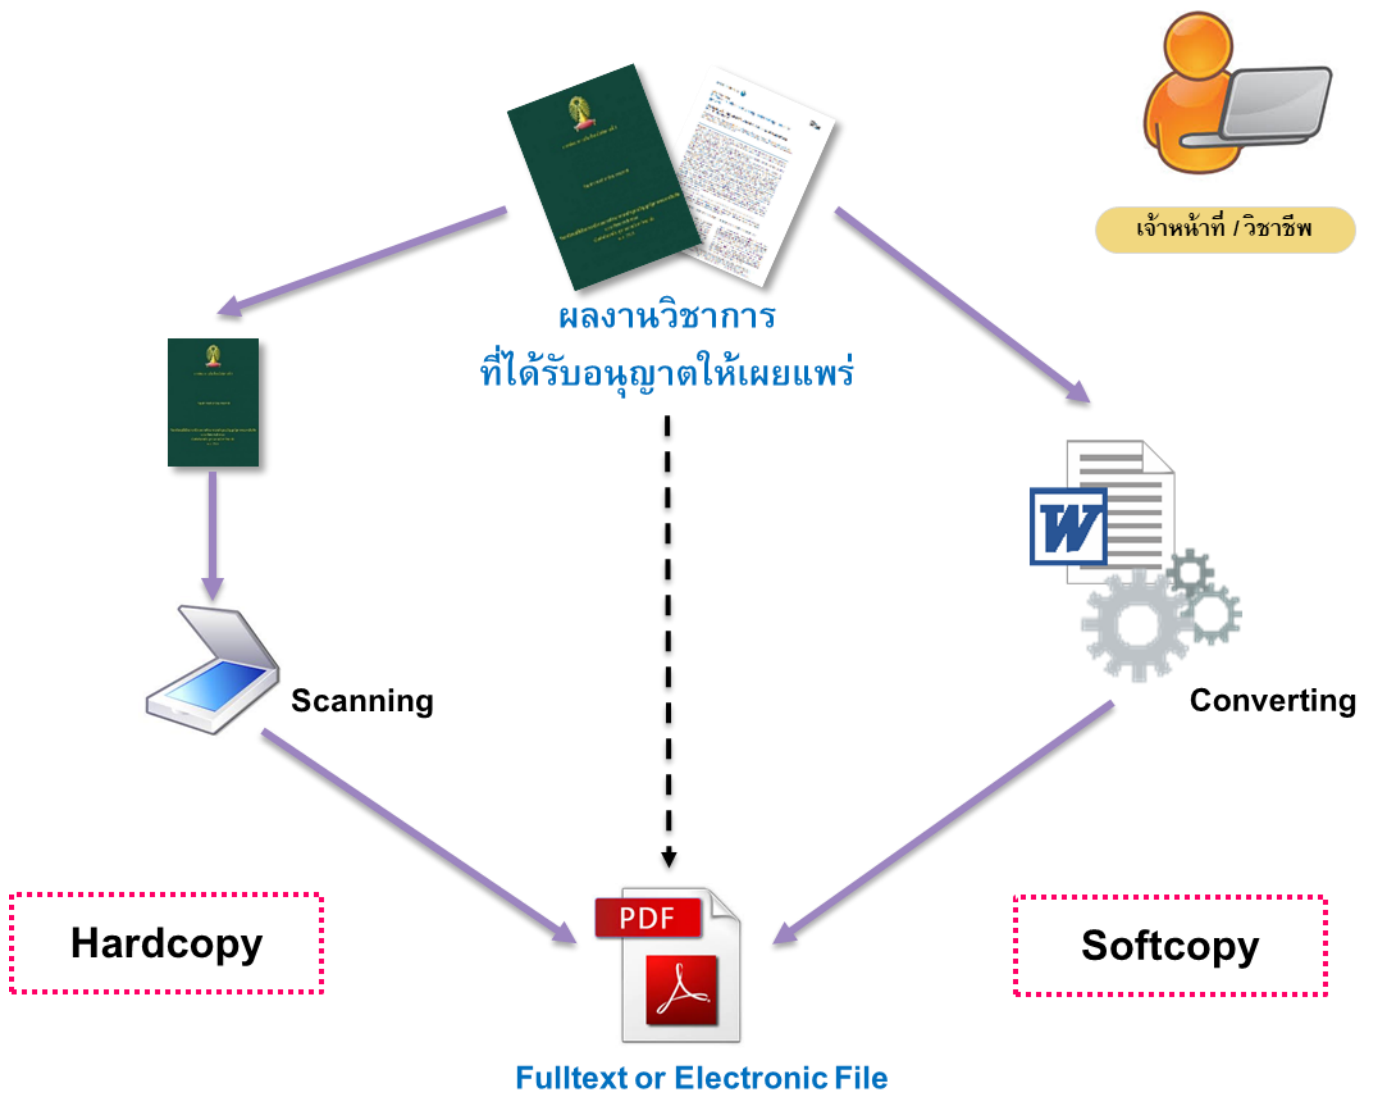 เจ้าหน้าที่ / วิชาชีพ
ผลงานวิชาการ
ที่ได้รับอนุญาตให้เผยแพร่
W
Scanning
Converting
Hardcopy
PDF
Softcopy
Fulltext or Electronic File